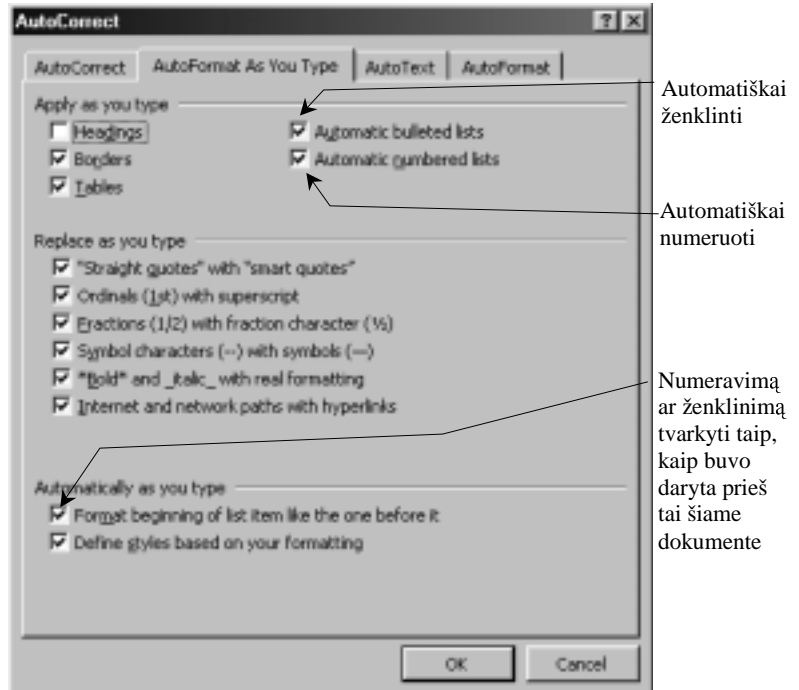 AutoCorrect
AutoCorrect AutoFormat As You Type AutoText AutoFormat
Apply as you type
Headings
Automatic bulleted lists
Borders
Automatic numbered lists
Tables
Replace as you type
"Straight quotes" with “smart quotes”
Ordinals (1st) with superscript
Fractions (1/2) with fraction character (½)
Symbol characters (--) with symbols (—)
*Bold* and _italic_ with real formatting
Internet and network paths with hyperlinks
Automatically as you type
Format beginning of list item like the one before it
Define styles based on your formatting
OK Cancel
Automatiškai
ženklinti
Automatiškai
numeruoti
Numeravimą
ar ženklinimą
tvarkyti taip,
kaip buvo
daryta prieš
tai šiame
dokumente